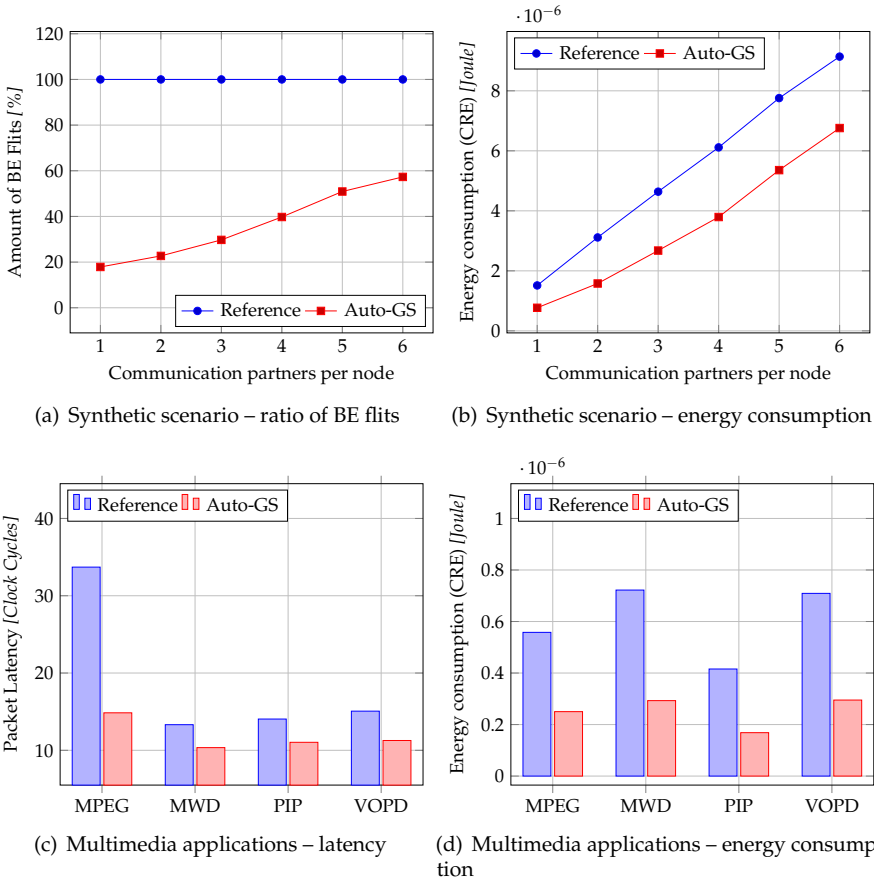 120
100
80
60
40
20
0
Amount of BE Flits [%]
Reference Auto-GS
1 2 3 4 5 6
Communication partners per node
(a) Synthetic scenario – ratio of BE flits
·10−6
8
6
4
2
0
Energy consumption (CRE) [Joule]
Reference Auto-GS
1 2 3 4 5 6
Communication partners per node
(b) Synthetic scenario – energy consumption
40
30
20
10
Packet Latency [Clock Cycles]
Reference Auto-GS
MPEG MWD PIP VOPD
(c) Multimedia applications – latency
·10−6
1
0.8
0.6
0.4
0.2
0
Energy consumption (CRE) [Joule]
Reference Auto-GS
MPEG MWD PIP VOPD
(d) Multimedia applications – energy consump
tion